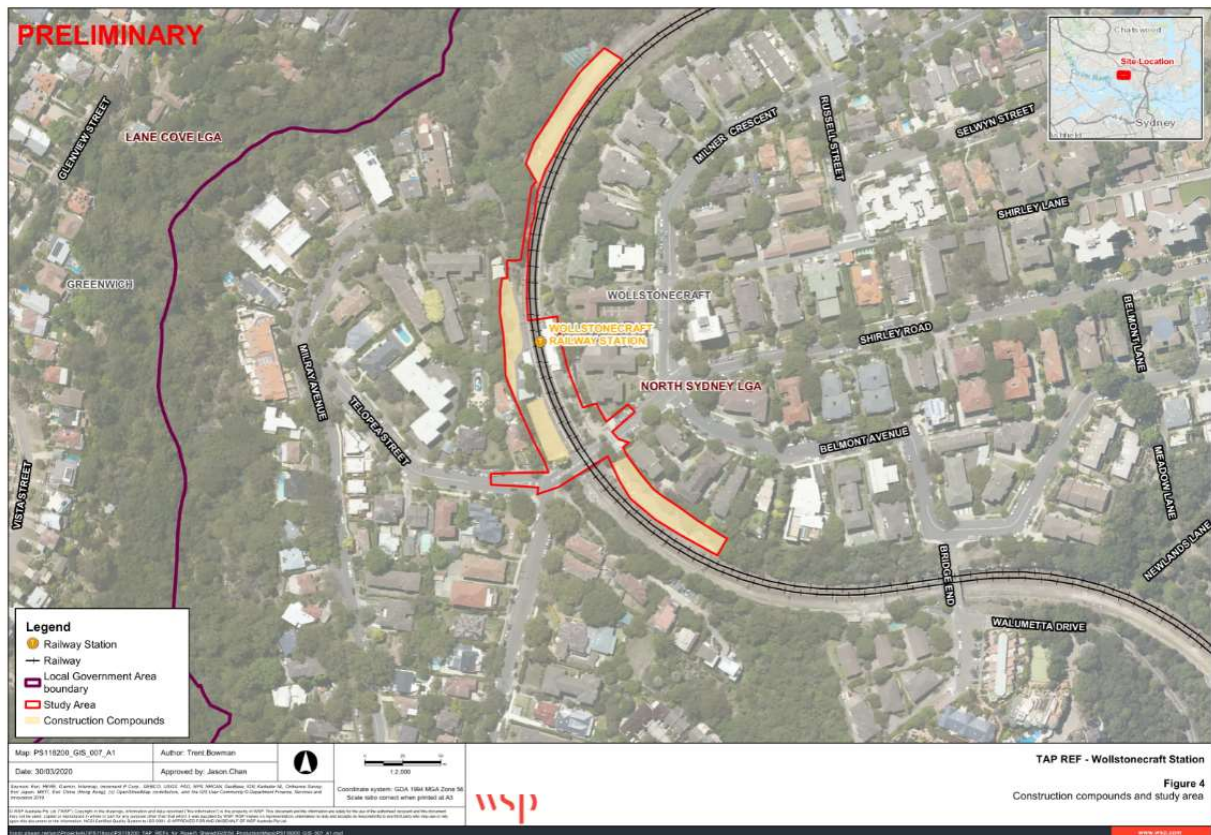 PRELIMINARY
Chatswood
Site Location
Sydney
GLENVIEW STREET
LANE COVE LGA
MILNER CRESCENT
RUSSELL STREET
SELWYN STREET
SHIRLEY LANE
GREENWICH
WOLLSTONECRAFT
WOLLSTONECRAFT
RAILWAY STATION
SHIRLEY ROAD
BELMONT LANE
MILRAY AVENUE
NORTH SYDNEY LGA
TELOPEA STREET
BELMONT AVENUE
VISTA STREET
MEADOW LANE
NEWLANDS LANE
BRIDGE END
WALUMETTA DRIVE
Legend
Railway Station
Railway
Local Government Area
boundary
Study Area
Construction Compounds
Map: PS118200_GIS_007_A1
Author: Trent.Bowman
Date: 30/03/2020
Approved by: Jason.Chan
1:2,000
Coordinate system: GDA 1994 MGA Zone 56
Scale ratio correct when printed at A3
wsp
TAP REF - Wollstonecraft Station
Figure 4
Construction compounds and study area
www.wsp.com